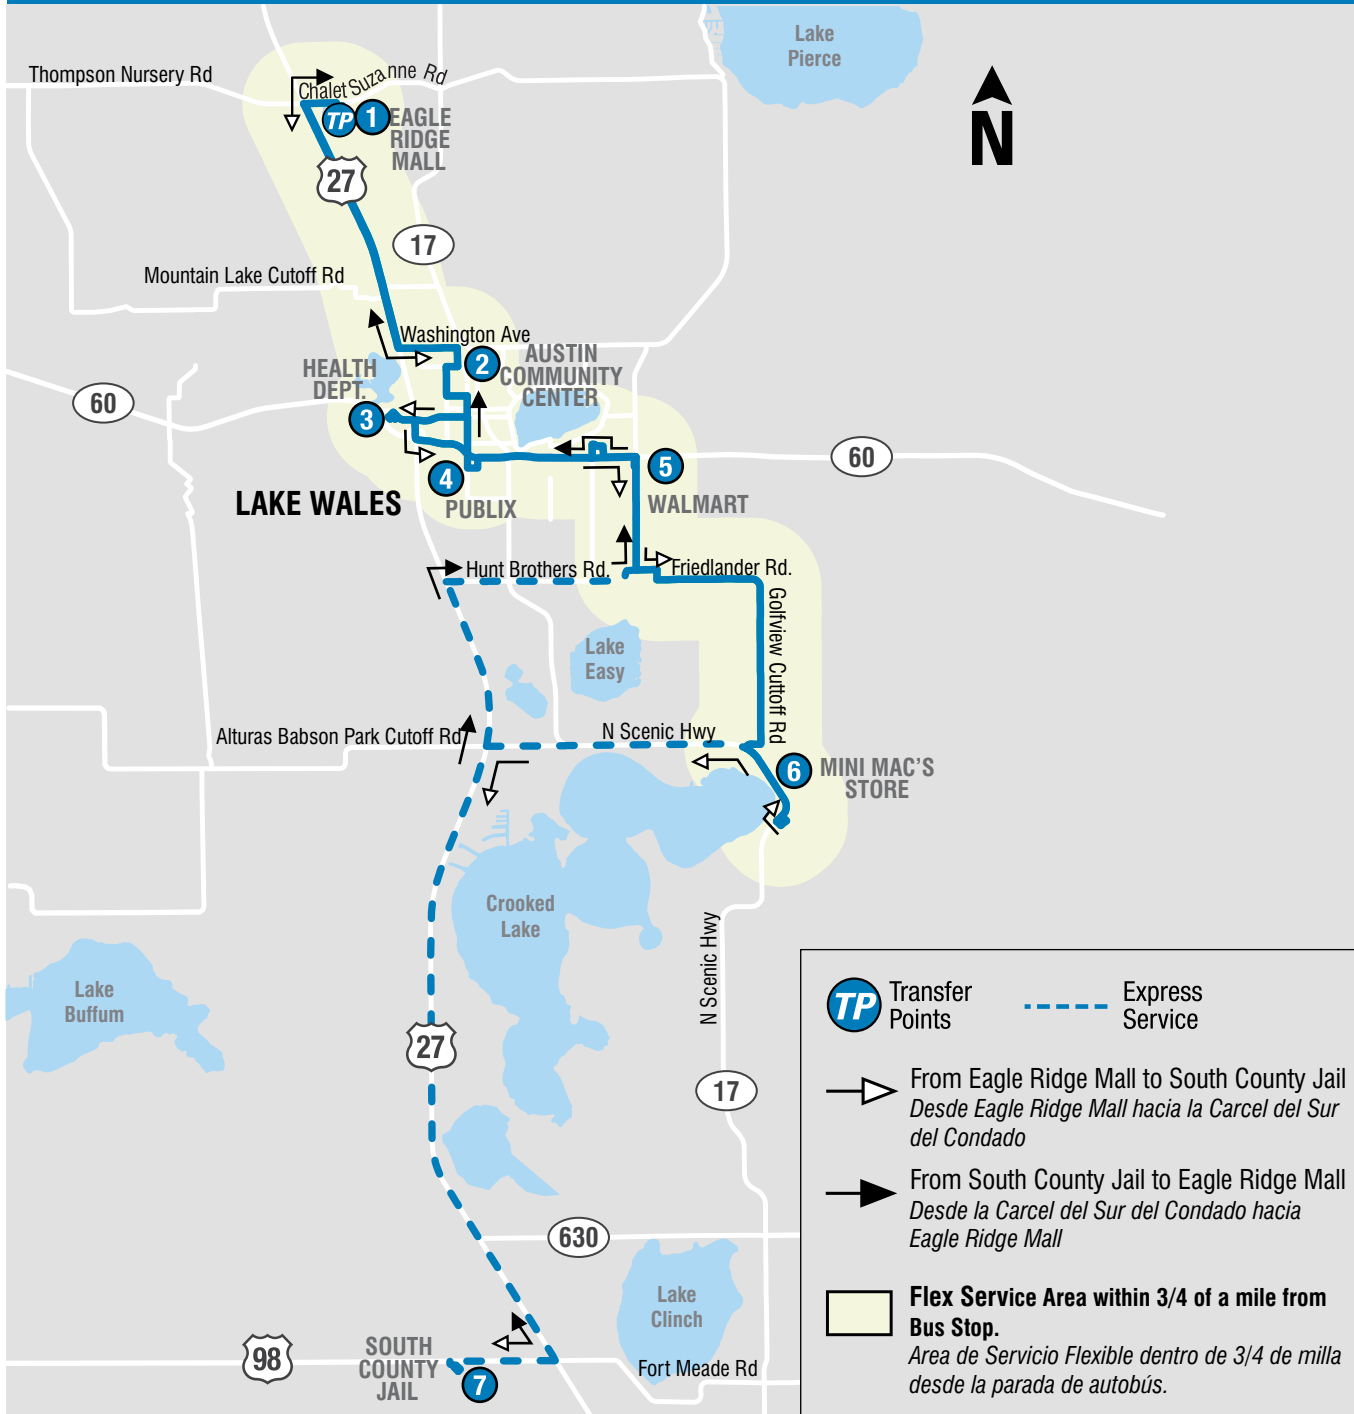 Lake
Pierce
Thompson Nursery Rd
Chalet Suzanne Rd
N
TP
1
EAGLE
RIDGE
MALL
27
17
Mountain Lake Cutoff Rd
Washington Ave
2
AUSTIN
COMMUNITY
CENTER
HEALTH
DEPT.
60
3
60
5
4
LAKE WALES
PUBLIX
WALMART
Hunt Brothers Rd.
Friedlander Rd.
Golfview Cuttoff Rd
Lake
Easy
Alturas Babson Park Cutoff Rd
N Scenic Hwy
6
MINI MAC'S
STORE
Crooked
Lake
N Scenic Hwy
Lake
Buffum
27
17
630
Lake
Clinch
98
SOUTH
COUNTY
JAIL
7
Fort Meade Rd
TP
Transfer
Points
Express
Service
From Eagle Ridge Mall to South County Jail
Desde Eagle Ridge Mall hacia la Carcel del Sur
del Condado
From South County Jail to Eagle Ridge Mall
Desde la Carcel del Sur del Condado hacia
Eagle Ridge Mall
Flex Service Area within 3/4 of a mile from
Bus Stop.
Area de Servicio Flexible dentro de 3/4 de milla
desde la parada de autobús.